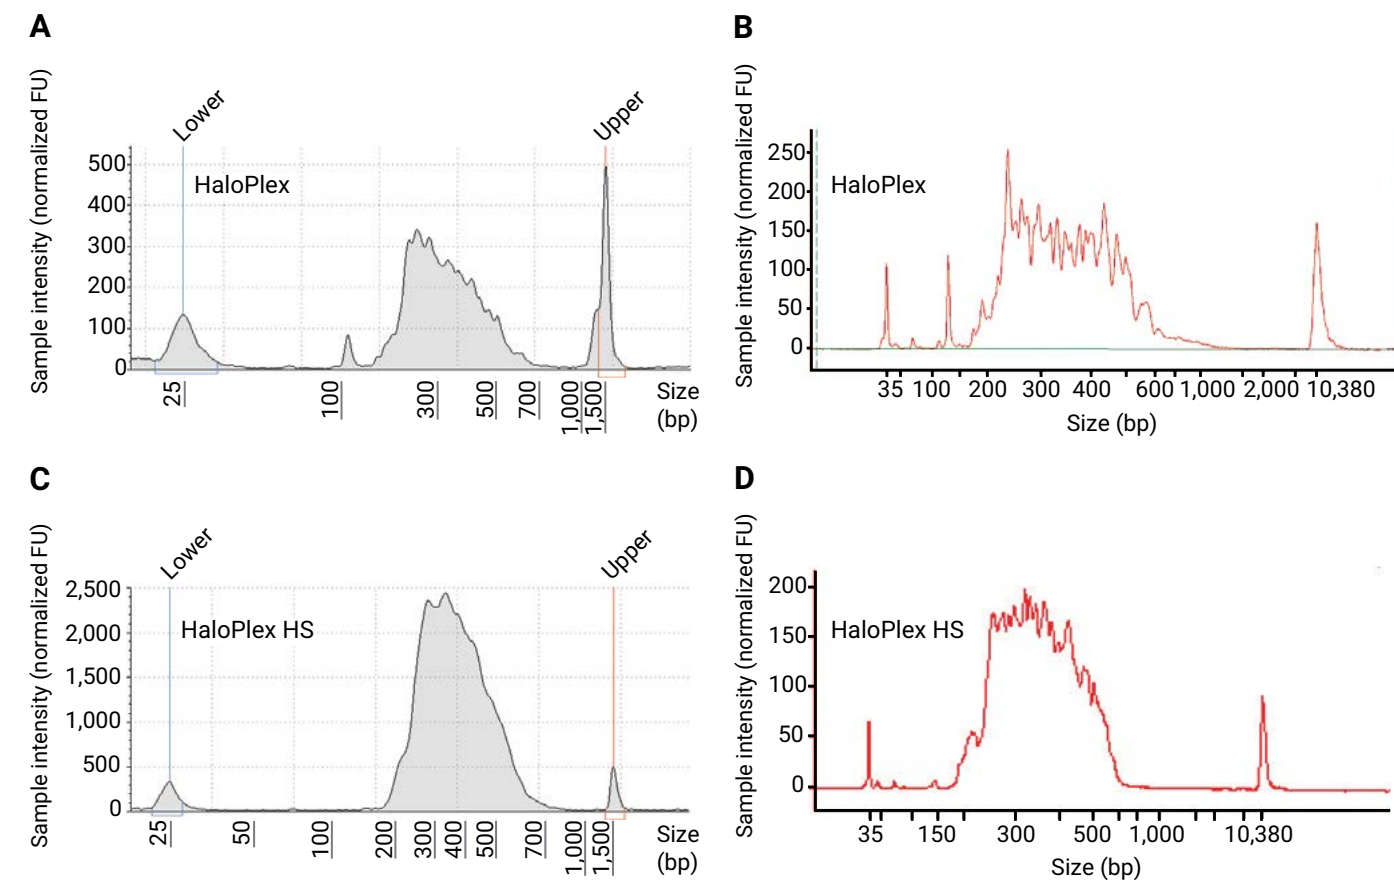 A
Sample intensity (normalized FU)
Lower
Upper
HaloPlex
500
400
300
200
100
0
25
100
300
500
700
1,000
1,500
Size
(bp)
B
Sample intensity (normalized FU)
HaloPlex
250
200
150
100
50
0
35 100 200 300 400 600 1,000 2,000 10,380
Size (bp)
C
Sample intensity (normalized FU)
Lower
Upper
HaloPlex HS
2,500
2,000
1,500
1,000
500
0
25
50
100
200
300
400
500
700
1,000
1,500
Size
(bp)
D
Sample intensity (normalized FU)
HaloPlex HS
200
150
100
50
0
35 150 300 500 1,000 10,380
Size (bp)